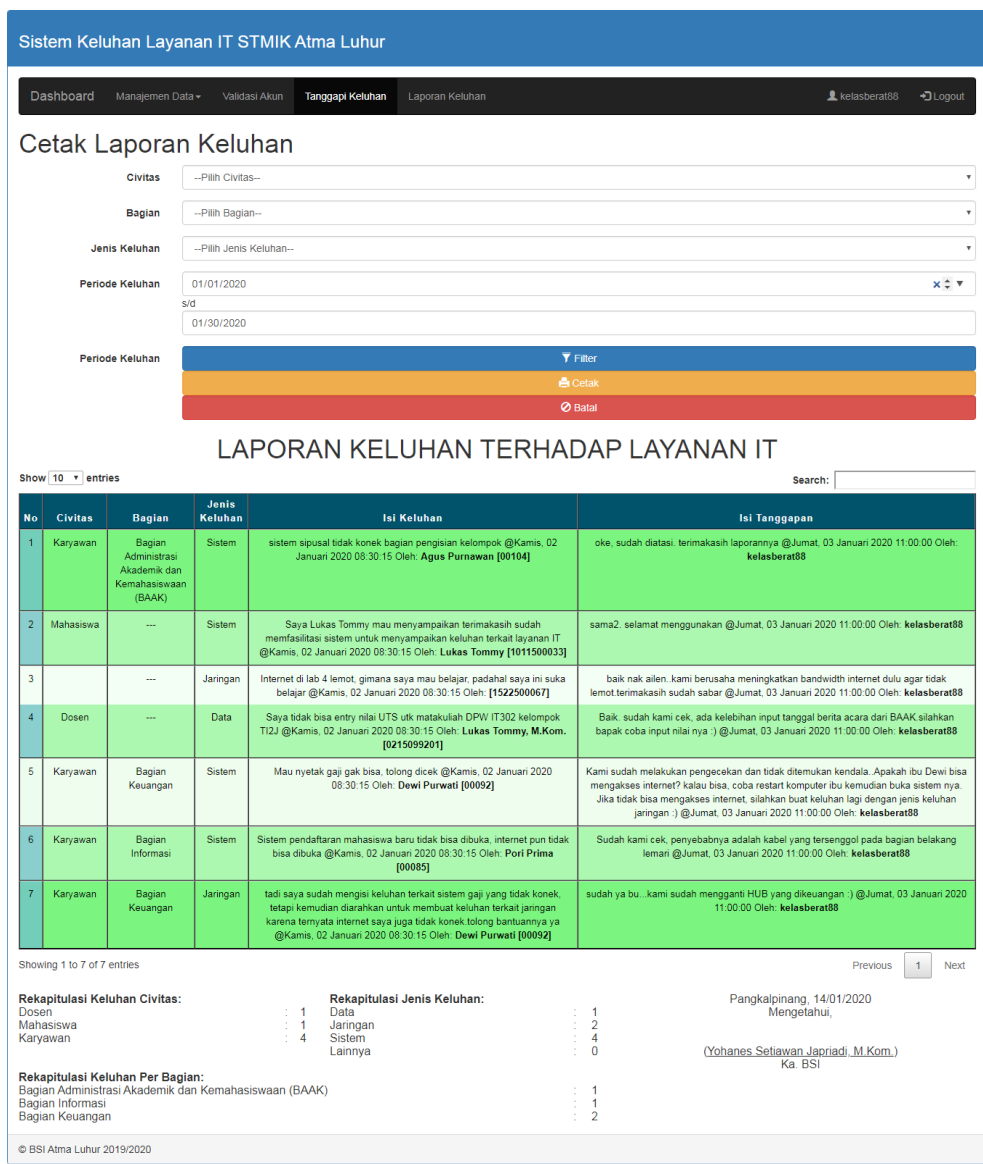 Sistem Keluhan Layanan IT STMIK Atma Luhur
Dashboard Manajemen Data Validasi Akun Tanggapi Keluhan Laporan Keluhan kelasberat88 Logout
Cetak Laporan Keluhan
Civitas --Pilih Civitas--
Bagian --Pilih Bagian--
Jenis Keluhan --Pilih Jenis Keluhan--
Periode Keluhan 01/01/2020
s/d
01/30/2020
Periode Keluhan Filter
Cetak
Batal
LAPORAN KELUHAN TERHADAP LAYANAN IT
Show 10 entries Search:
No Civitas Bagian Jenis Keluhan Isi Keluhan Isi Tanggapan
1 Karyawan Bagian Administrasi Akademik dan Kemahasiswaan (BAAK) Sistem
sistem sipusal tidak konek bagian pengisian kelompok @Kamis, 02
Januari 2020 08:30:15 Oleh: Agus Purnawan [00104]
oke, sudah diatasi. terimakasih laporannya @Jumat, 03 Januari 2020 11:00:00 Oleh:
kelasberat88
2 Mahasiswa --- Sistem
Saya Lukas Tommy mau menyampaikan terimakasih sudah
memfasilitasi sistem untuk menyampaikan keluhan terkait layanan IT
@Kamis, 02 Januari 2020 08:30:15 Oleh: Lukas Tommy [1011500033]
sama2. selamat menggunakan @Jumat, 03 Januari 2020 11:00:00 Oleh: kelasberat88
3 --- Jaringan
Internet di lab 4 lemot, gimana saya mau belajar, padahal saya ini suka
belajar @Kamis, 02 Januari 2020 08:30:15 Oleh: [1522500067]
baik nak ailen..kami berusaha meningkatkan bandwidth internet dulu agar tidak
lemot.terimakasih sudah sabar @Jumat, 03 Januari 2020 11:00:00 Oleh: kelasberat88
4 Dosen --- Data
Saya tidak bisa entry nilai UTS utk matakuliah DPW IT302 kelompok
TI2J @Kamis, 02 Januari 2020 08:30:15 Oleh: Lukas Tommy, M.Kom.
[0215099201]
Baik. sudah kami cek, ada kelebihan input tanggal berita acara dari BAAK.silahkan
bapak coba input nilai nya :) @Jumat, 03 Januari 2020 11:00:00 Oleh: kelasberat88
5 Karyawan Bagian Keuangan Sistem
Mau nyetak gaji gak bisa, tolong dicek @Kamis, 02 Januari 2020
08:30:15 Oleh: Dewi Purwati [00092]
Kami sudah melakukan pengecekan dan tidak ditemukan kendala..Apakah ibu Dewi bisa
mengakses internet? kalau bisa, coba restart komputer ibu kemudian buka sistem nya.
Jika tidak bisa mengakses internet, silahkan buat keluhan lagi dengan jenis keluhan
jaringan :) @Jumat, 03 Januari 2020 11:00:00 Oleh: kelasberat88
6 Karyawan Bagian Informasi Sistem
Sistem pendaftaran mahasiswa baru tidak bisa dibuka, internet pun tidak
bisa dibuka @Kamis, 02 Januari 2020 08:30:15 Oleh: Pori Prima
[00085]
Sudah kami cek, penyebabnya adalah kabel yang tersenggol pada bagian belakang
lemari @Jumat, 03 Januari 2020 11:00:00 Oleh: kelasberat88
7 Karyawan Bagian Keuangan Jaringan
tadi saya sudah mengisi keluhan terkait sistem gaji yang tidak konek,
tetapi kemudian diarahkan untuk membuat keluhan terkait jaringan
karena ternyata internet saya juga tidak konek.tolong bantuannya ya
@Kamis, 02 Januari 2020 08:30:15 Oleh: Dewi Purwati [00092]
sudah ya bu...kami sudah mengganti HUB yang dikeuangan :) @Jumat, 03 Januari 2020
11:00:00 Oleh: kelasberat88
Showing 1 to 7 of 7 entries Previous 1 Next
Rekapitulasi Keluhan Civitas:
Dosen : 1
Mahasiswa : 1
Karyawan : 4
Rekapitulasi Jenis Keluhan:
Data : 1
Jaringan : 2
Sistem : 4
Lainnya : 0
Pangkalpinang, 14/01/2020
Mengetahui,
(Yohanes Setiawan Japriadi, M.Kom.)
Ka. BSI
Rekapitulasi Keluhan Per Bagian:
Bagian Administrasi Akademik dan Kemahasiswaan (BAAK) : 1
Bagian Informasi : 1
Bagian Keuangan : 2
© BSI Atma Luhur 2019/2020